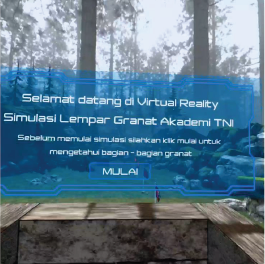 Selamat datang di Virtual Reality
Simulasi Lempar Granat Akademi TNI
Sebelum memulai simulasi silahkan klik mulai untuk
mengetahui bagian - bagian granat
MULAI